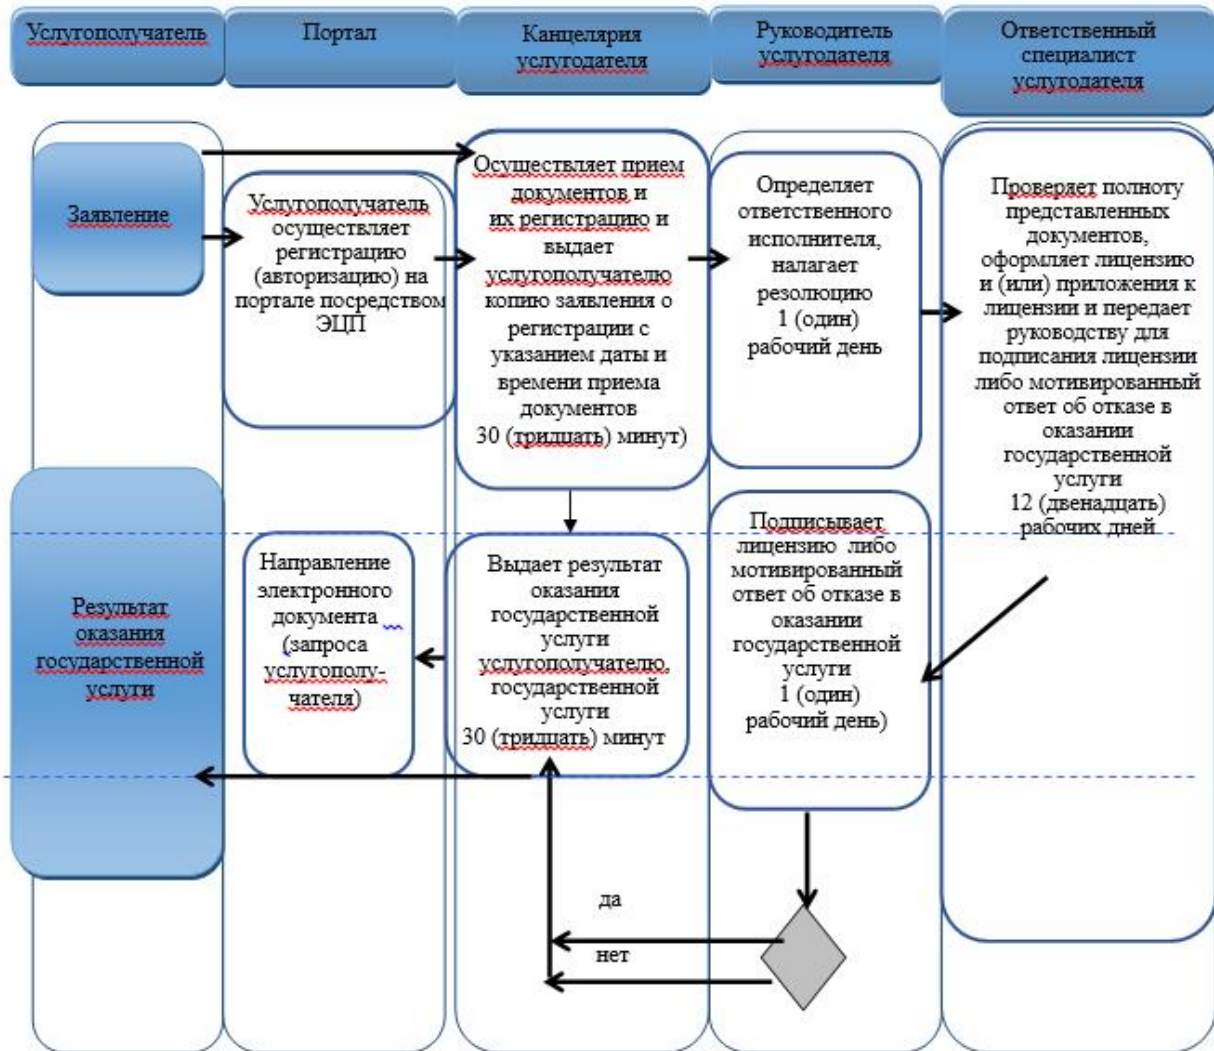 Услугополучатель
Портал
Канцелярия
услугодателя
Руководитель
услугодателя
Ответственный
специалист
услугодателя
Заявление
Услугополучатель
осуществляет
регистрацию
(авторизацию) на
портале посредством
ЭЦП
Осуществляет прием
документов и
их регистрацию и
выдает
услугополучателю
копию заявления о
регистрации с
указанием даты и
времени приема
документов
30 (тридцать) минут)
Определяет
ответственного
исполнителя,
налагает
резолюцию
1 (один)
рабочий день
Проверяет полноту
представленных
документов,
оформляет лицензию
и (или) приложения к
лицензии и передает
руководству для
подписания лицензии
либо мотивированный
ответ об отказе в
оказании
государственной
услуги
12 (двенадцать)
рабочих дней
Результат
оказания
государственной
услуги
Направление
электронного
документа
(запроса
услугополу-
чателя)
Выдает результат
оказания
государственной
услуги
услугополучателю,
государственной
услуги
30 (тридцать) минут
Подписывает
лицензию либо
мотивированный
ответ об отказе в
оказании
государственной
услуги
1 (один)
рабочий день)
да
нет